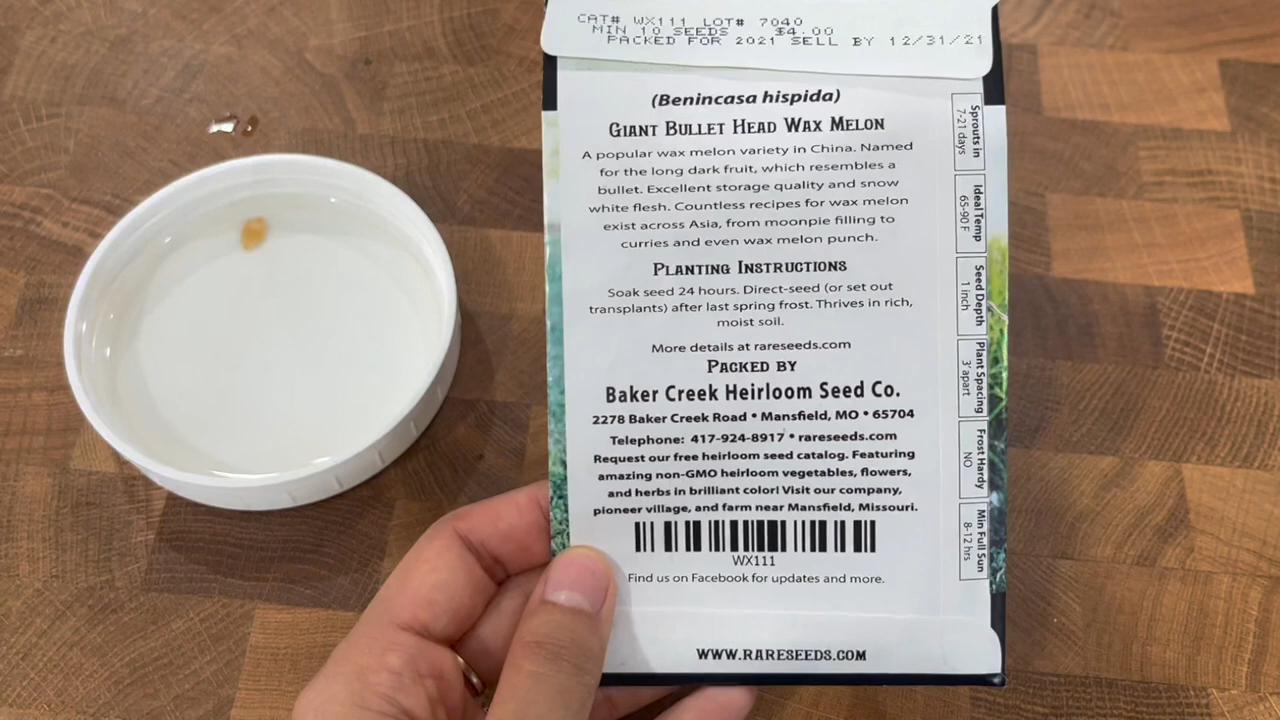 CAT# WX111 LOT# 7040
MIN 10 SEEDS $4.00
PACKED FOR 2021 SELL BY 12/31/21
(Benincasa hispida)
GIANT BULLET HEAD WAX MELON
A popular wax melon variety in China. Named
for the long dark fruit, which resembles a
bullet. Excellent storage quality and snow
white flesh. Countless recipes for wax melon
exist across Asia, from moonpie filling to
curries and even wax melon punch.
PLANTING INSTRUCTIONS
Soak seed 24 hours. Direct-seed (or set out
transplants) after last spring frost. Thrives in rich,
moist soil.
More details at rareseeds.com
PACKED BY
Baker Creek Heirloom Seed Co.
2278 Baker Creek Road • Mansfield, MO • 65704
Telephone: 417-924-8917 • rareseeds.com
Request our free heirloom seed catalog. Featuring
amazing non-GMO heirloom vegetables, flowers,
and herbs in brilliant color! Visit our company,
pioneer village, and farm near Mansfield, Missouri.
WX111
Find us on Facebook for updates and more.
WWW.RARESEEDS.COM
Sprouts in
7-21 days
Ideal Temp
65-90 F
Seed Depth
1 inch
Plant Spacing
3' apart
Frost Hardy
NO
Min Full Sun
8-12 hrs